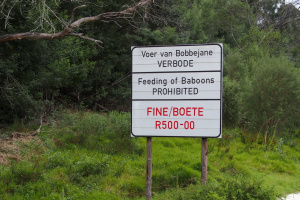 Voer van Bobbejane
VERBODE
Feeding of Baboons
PROHIBITED
FINE/BOETE
R500-00